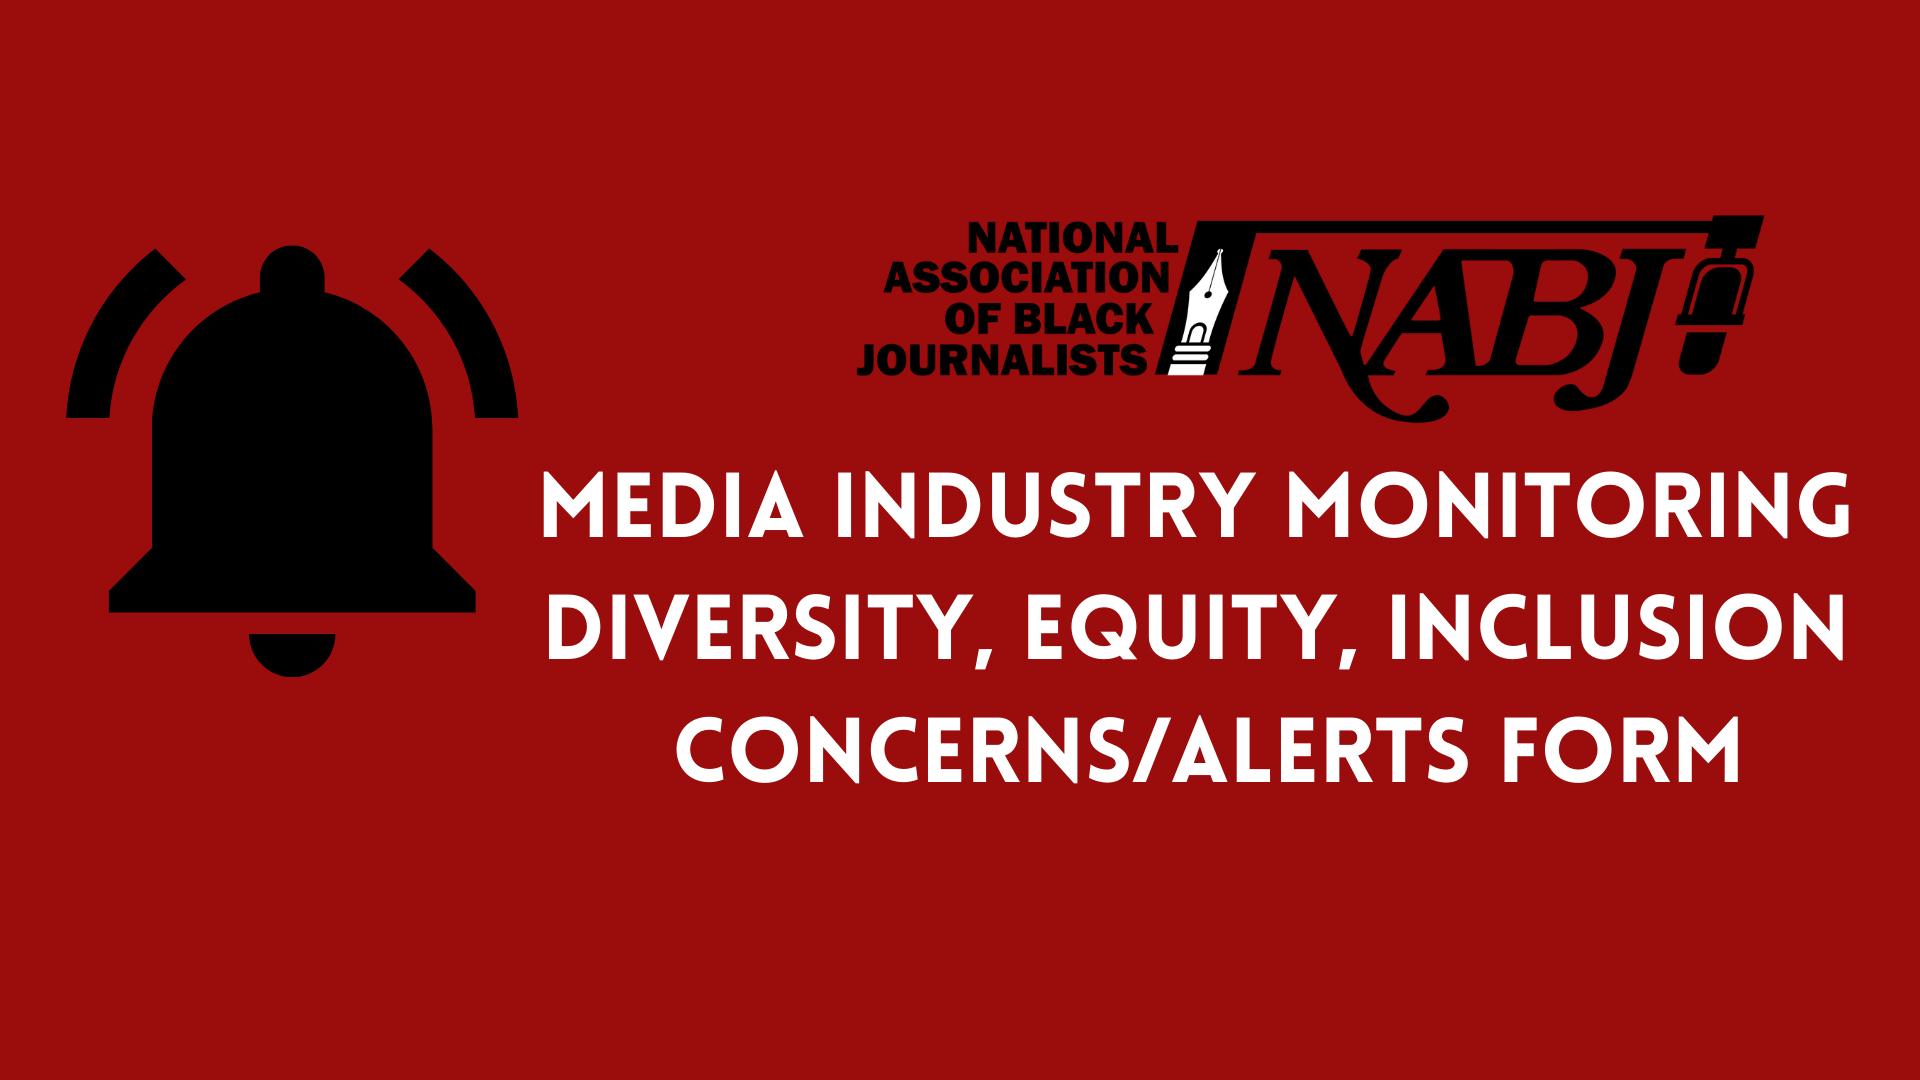 NATIONAL
ASSOCIATION
OF BLACK
JOURNALISTS
NABJ
MEDIA INDUSTRY MONITORING
DIVERSITY, EQUITY, INCLUSION
CONCERNS/ALERTS FORM